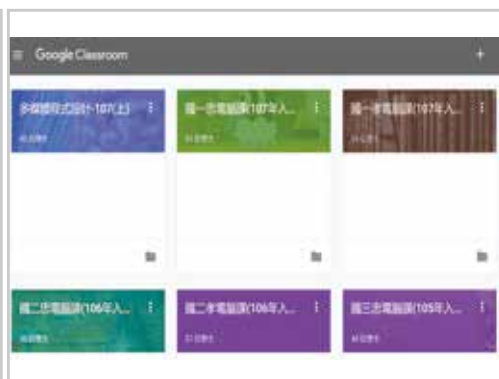 Google Classroom
多媒體程式設計-107(上)
國一忠電腦課(107年入...
國一孝電腦課(107年入...
國二忠電腦課(106年入...
國二孝電腦課(106年入...
國三忠電腦課(105年入...